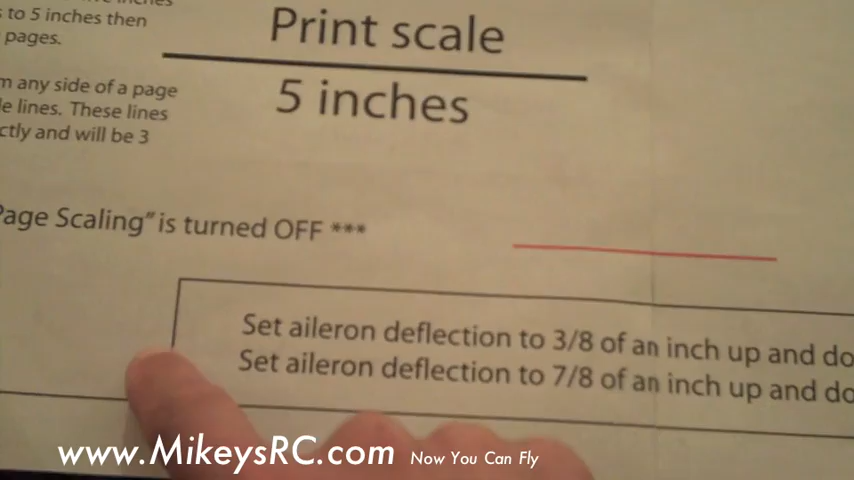 to 5 inches then
pages.
Print scale
5 inches
any side of a page
lines. These lines
and will be 3
Page Scaling" is turned OFF ***
Set aileron deflection to 3/8 of an inch up and do
Set aileron deflection to 7/8 of an inch up and do
www.MikeysRC.com Now You Can Fly